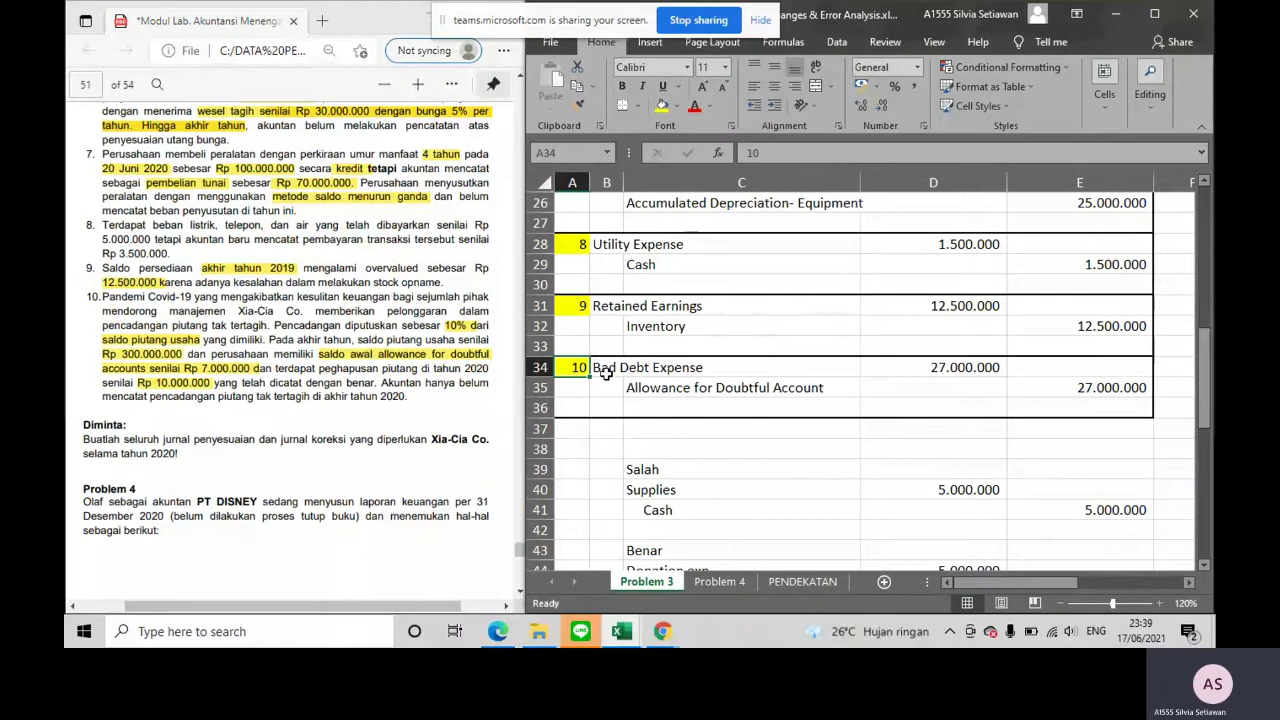 *Modul Lab. Akuntansi Menenga
teams.microsoft.com is sharing your screen.
Stop sharing
Hide
anges & Error Analysis.xl...
A1555 Silvia Setiawan
File
C:/DATA%20PE...
Not syncing
File
Home
Insert
Page Layout
Formulas
Data
Review
View
Help
Tell me
Share
51
of 54
Paste
Clipboard
Calibri
11
B
I
U
Font
Alignment
General
Number
Conditional Formatting
Format as Table
Cell Styles
Styles
Cells
Editing
A34
fx
10
dengan menerima wesel tagih senilai Rp 30.000.000 dengan bunga 5% per
tahun. Hingga akhir tahun, akuntan belum melakukan pencatatan atas
penyesuaian utang bunga.
7. Perusahaan membeli peralatan dengan perkiraan umur manfaat 4 tahun pada
20 Juni 2020 sebesar Rp 100.000.000 secara kredit tetapi akuntan mencatat
sebagai pembelian tunai sebesar Rp 70.000.000. Perusahaan menyusutkan
peralatan dengan menggunakan metode saldo menurun ganda dan belum
mencatat beban penyusutan di tahun ini.
8. Terdapat beban listrik, telepon, dan air yang telah dibayarkan senilai Rp
5.000.000 tetapi akuntan baru mencatat pembayaran transaksi tersebut senilai
Rp 3.500.000.
9. Saldo persediaan akhir tahun 2019 mengalami overvalued sebesar Rp
12.500.000 karena adanya kesalahan dalam melakukan stock opname.
10. Pandemi Covid-19 yang mengakibatkan kesulitan keuangan bagi sejumlah pihak
mendorong manajemen Xia-Cia Co. memberikan pelonggaran dalam
pencadangan piutang tak tertagih. Pencadangan diputuskan sebesar 10% dari
saldo piutang usaha yang dimiliki. Pada akhir tahun, saldo piutang usaha senilai
Rp 300.000.000 dan perusahaan memiliki saldo awal allowance for doubtful
accounts senilai Rp 7.000.000 dan terdapat peghapusan piutang di tahun 2020
senilai Rp 10.000.000 yang telah dicatat dengan benar. Akuntan hanya belum
mencatat pencadangan piutang tak tertagih di akhir tahun 2020.
Diminta:
Buatlah seluruh jurnal penyesuaian dan jurnal koreksi yang diperlukan Xia-Cia Co.
selama tahun 2020!
Problem 4
Olaf sebagai akuntan PT DISNEY sedang menyusun laporan keuangan per 31
Desember 2020 (belum dilakukan proses tutup buku) dan menemukan hal-hal
sebagai berikut:
A B C D E F
26 Accumulated Depreciation- Equipment 25.000.000
27
28 8 Utility Expense 1.500.000
29 Cash 1.500.000
30
31 9 Retained Earnings 12.500.000
32 Inventory 12.500.000
33
34 10 Bad Debt Expense 27.000.000
35 Allowance for Doubtful Account 27.000.000
36
37
38
39 Salah
40 Supplies 5.000.000
41 Cash 5.000.000
42
43 Benar
44 Donation exp 5.000.000
Problem 3
Problem 4
PENDEKATAN
Ready
120%
Type here to search
26°C Hujan ringan
ENG
23:39
17/06/2021
2
AS
A1555 Silvia Setiawan